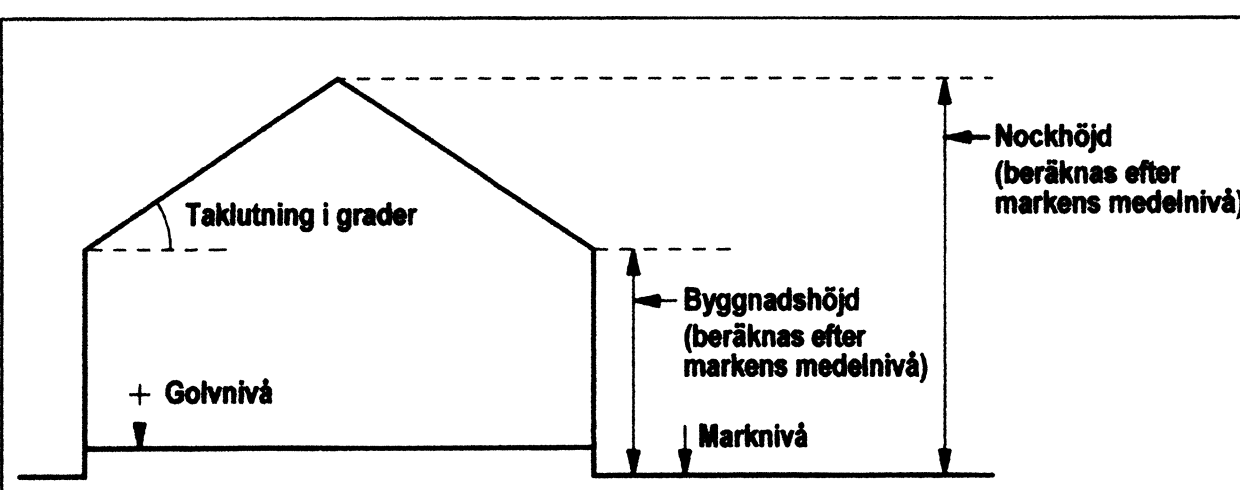 Nockhöjd
(beräknas efter
markens medelnivå)
Taklutning i grader
Byggnadshöjd
(beräknas efter
markens medelnivå)
+ Golvnivå
Marknivå